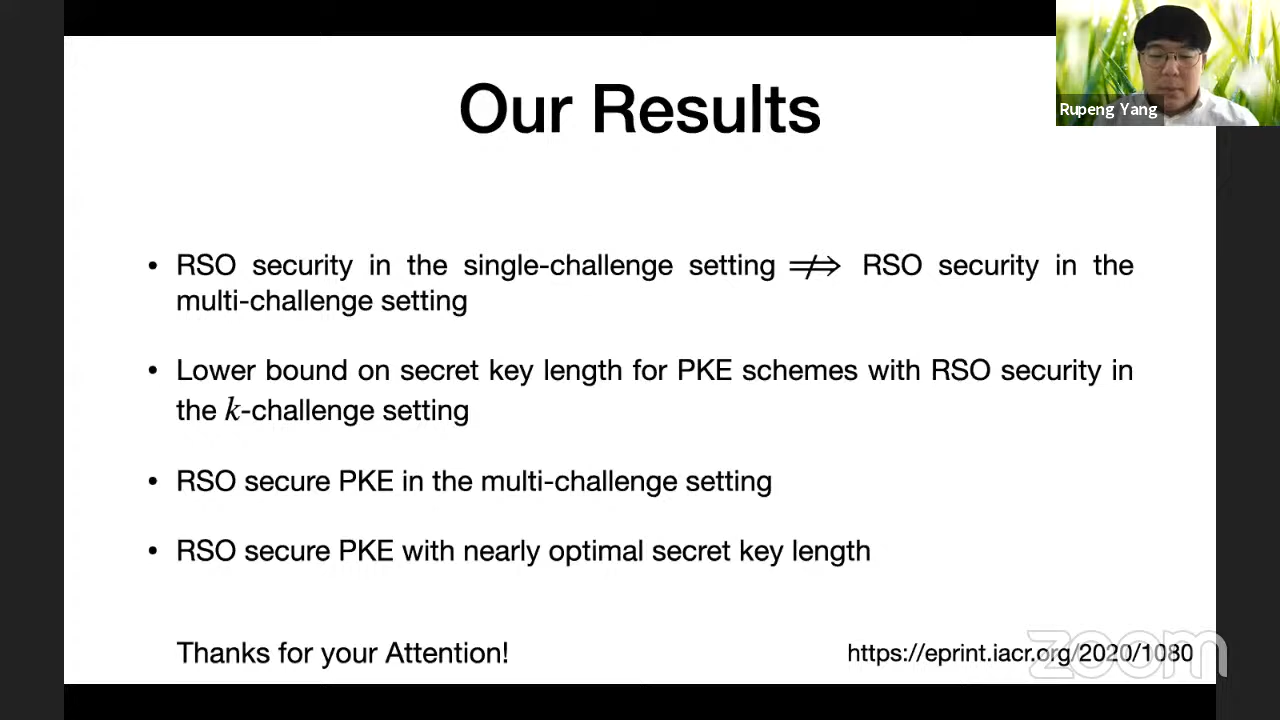 Our Results
Rupeng Yang
• RSO security in the single-challenge setting ⇏ RSO security in the
multi-challenge setting
• Lower bound on secret key length for PKE schemes with RSO security in
the k-challenge setting
• RSO secure PKE in the multi-challenge setting
• RSO secure PKE with nearly optimal secret key length
Thanks for your Attention!
https://eprint.iacr.org/2020/1080
zoom